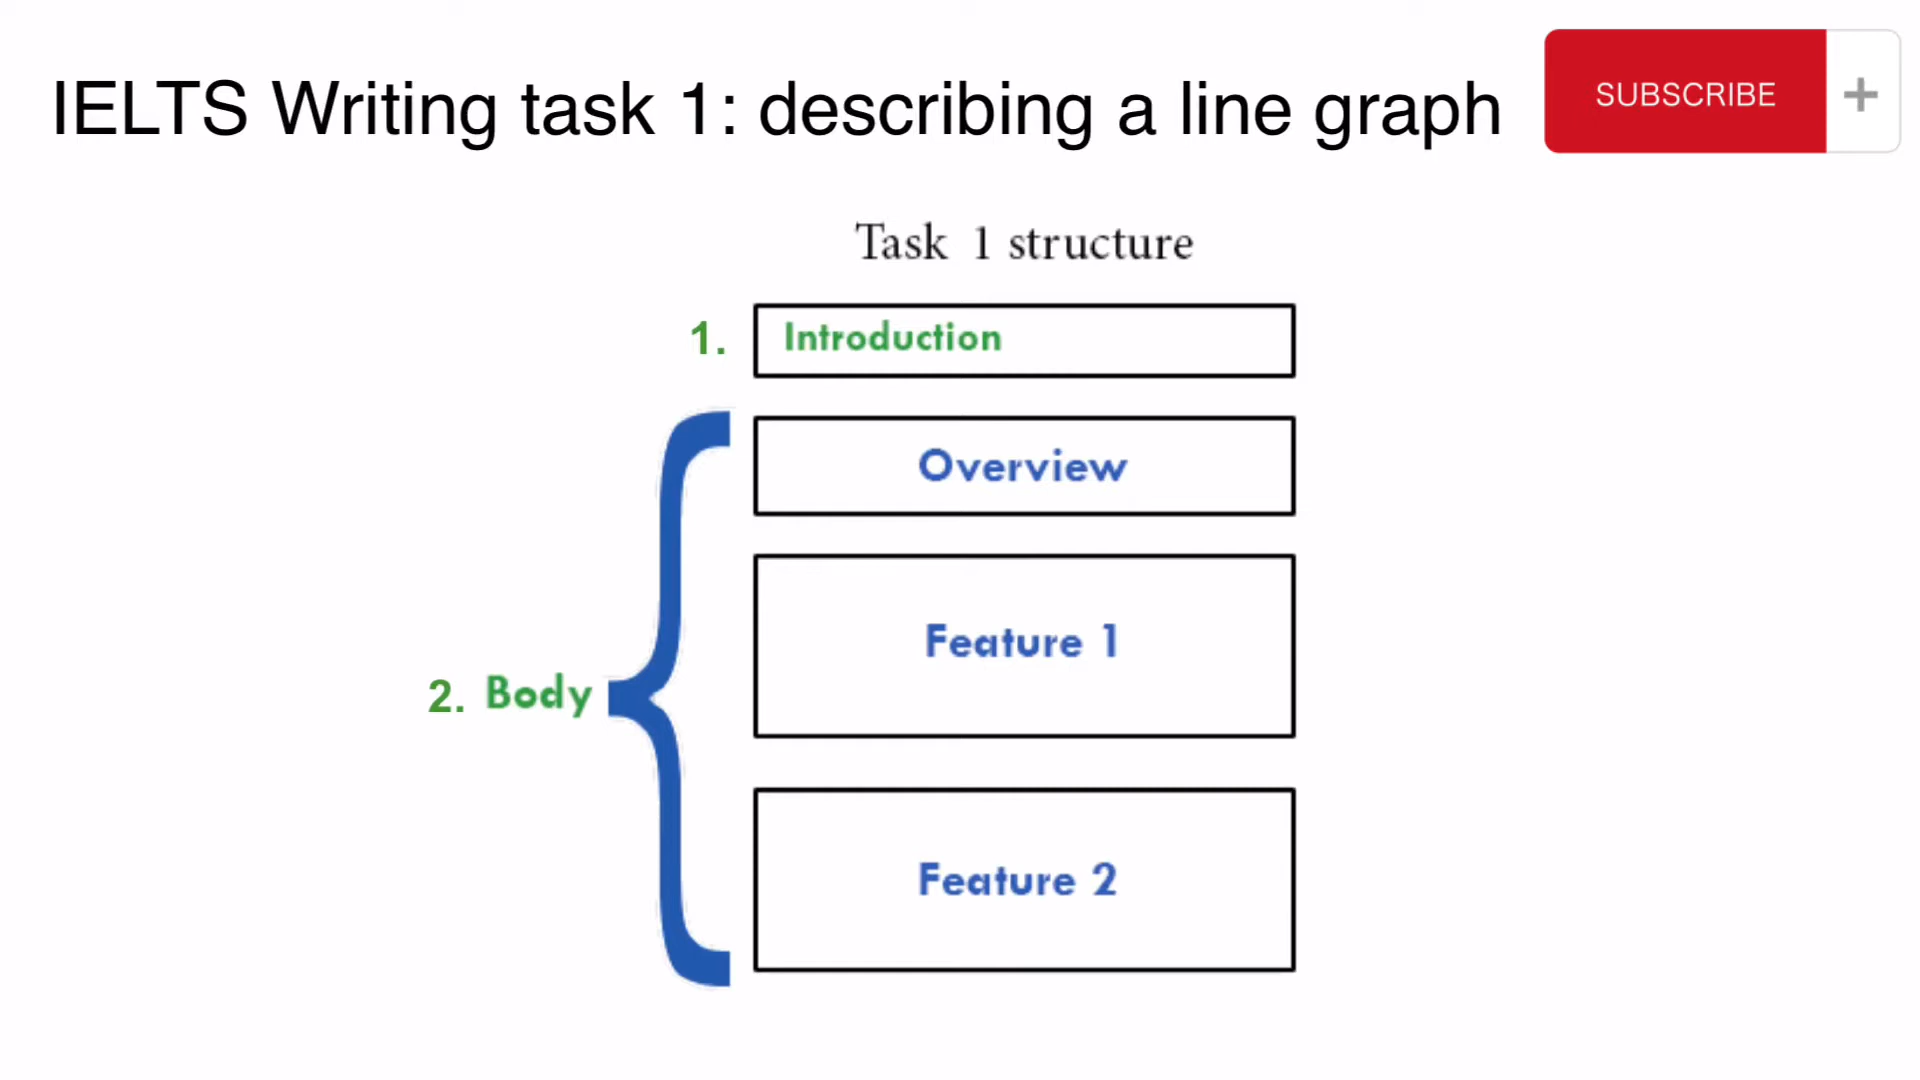 IELTS Writing task 1: describing a line graph
SUBSCRIBE +
Task 1 structure
1. Introduction
Overview
Feature 1
2. Body
Feature 2